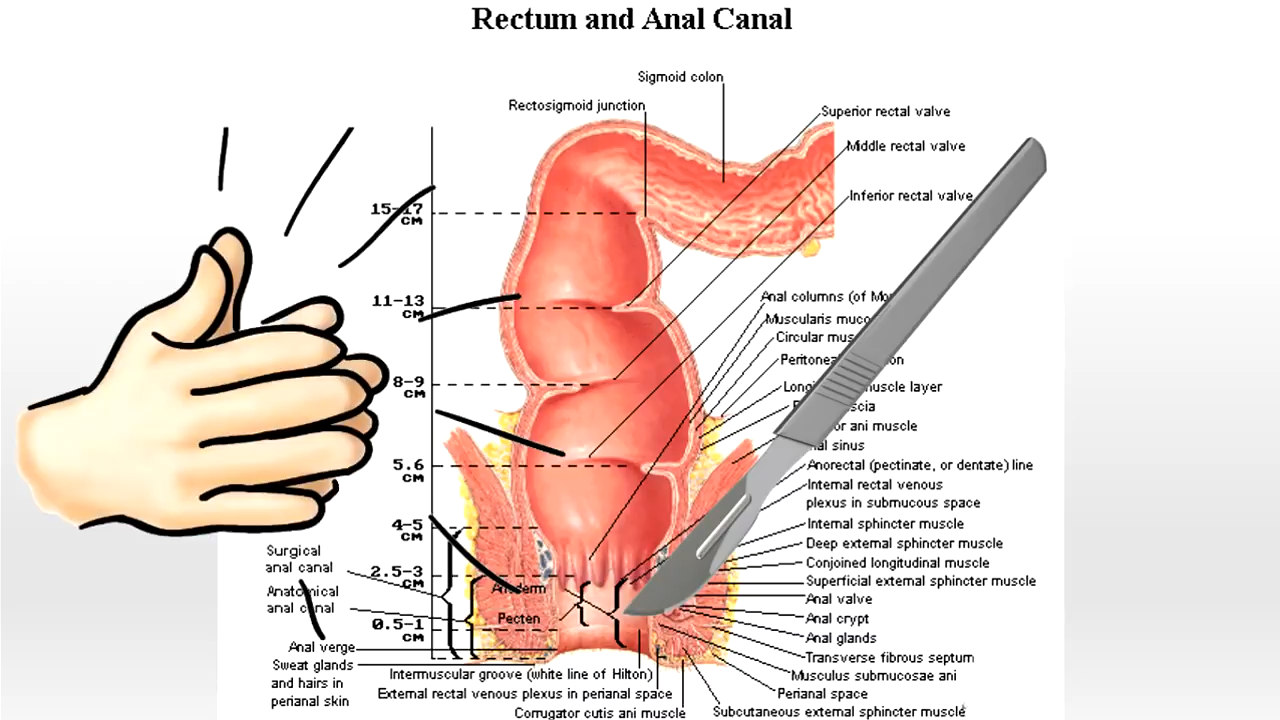 Rectum and Anal Canal
Sigmoid colon
Rectosigmoid junction
Superior rectal valve
Middle rectal valve
Inferior rectal valve
15-17
CM
11-13
CM
8-9
CM
5.6
CM
4-5
CM
2.5-3
CM
0.5-1
CM
Anal columns (of
Muscularis
Circular
muscle layer
ani muscle
sinus
Anorectal (pectinate, or dentate) line
Internal rectal venous
plexus in submucous space
Internal sphincter muscle
Deep external sphincter muscle
Conjoined longitudinal muscle
Superficial external sphincter muscle
Anal valve
Anal crypt
Anal glands
Transverse fibrous septum
Musculus submucosae ani
Perianal space
Subcutaneous external sphincter muscle
Surgical
anal canal
Anatomical
anal canal
Anoderm
Pecten
Anal verge
Sweat glands
and hairs in
perianal skin
Intermuscular groove (white line of Hilton)
External rectal venous plexus in perianal space
Corrugator cutis ani muscle